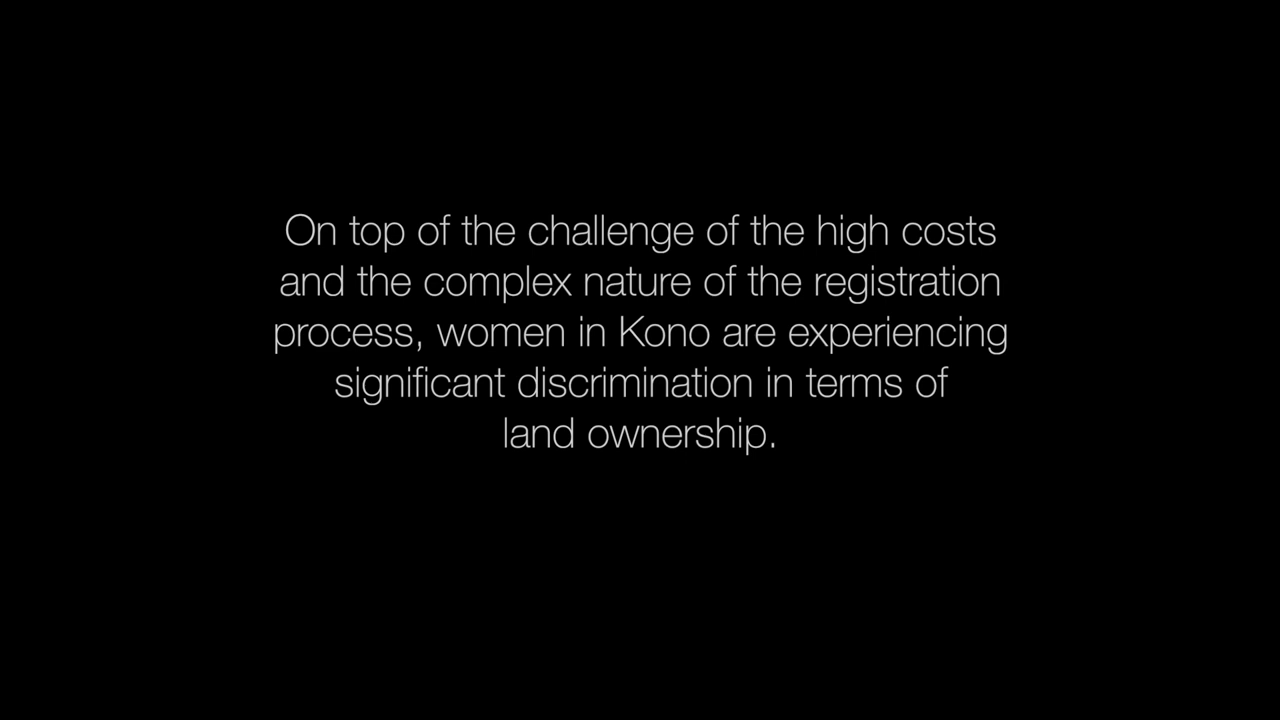 On top of the challenge of the high costs
and the complex nature of the registration
process, women in Kono are experiencing
significant discrimination in terms of
land ownership.